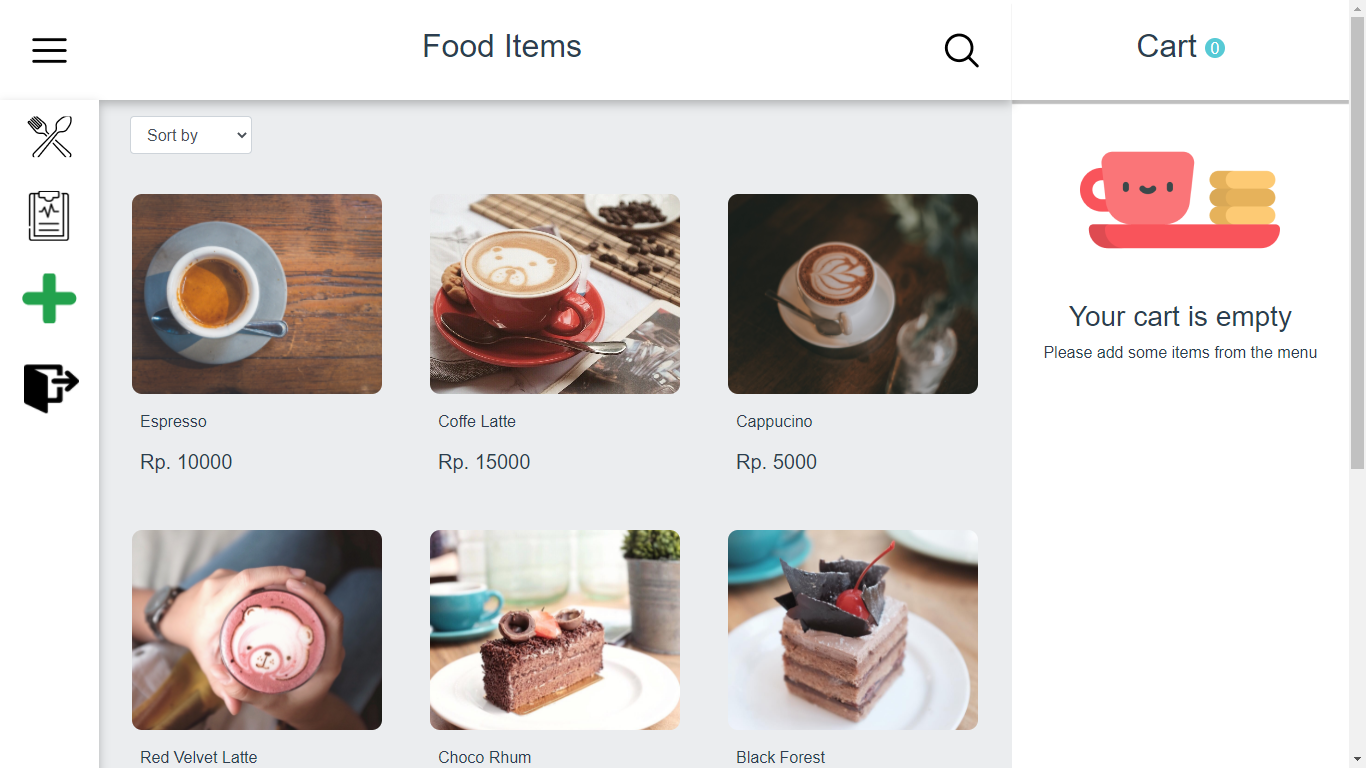 Food Items
Cart 0
Sort by
Your cart is empty
Please add some items from the menu
Espresso
Coffe Latte
Cappucino
Rp. 10000
Rp. 15000
Rp. 5000
Red Velvet Latte
Choco Rhum
Black Forest